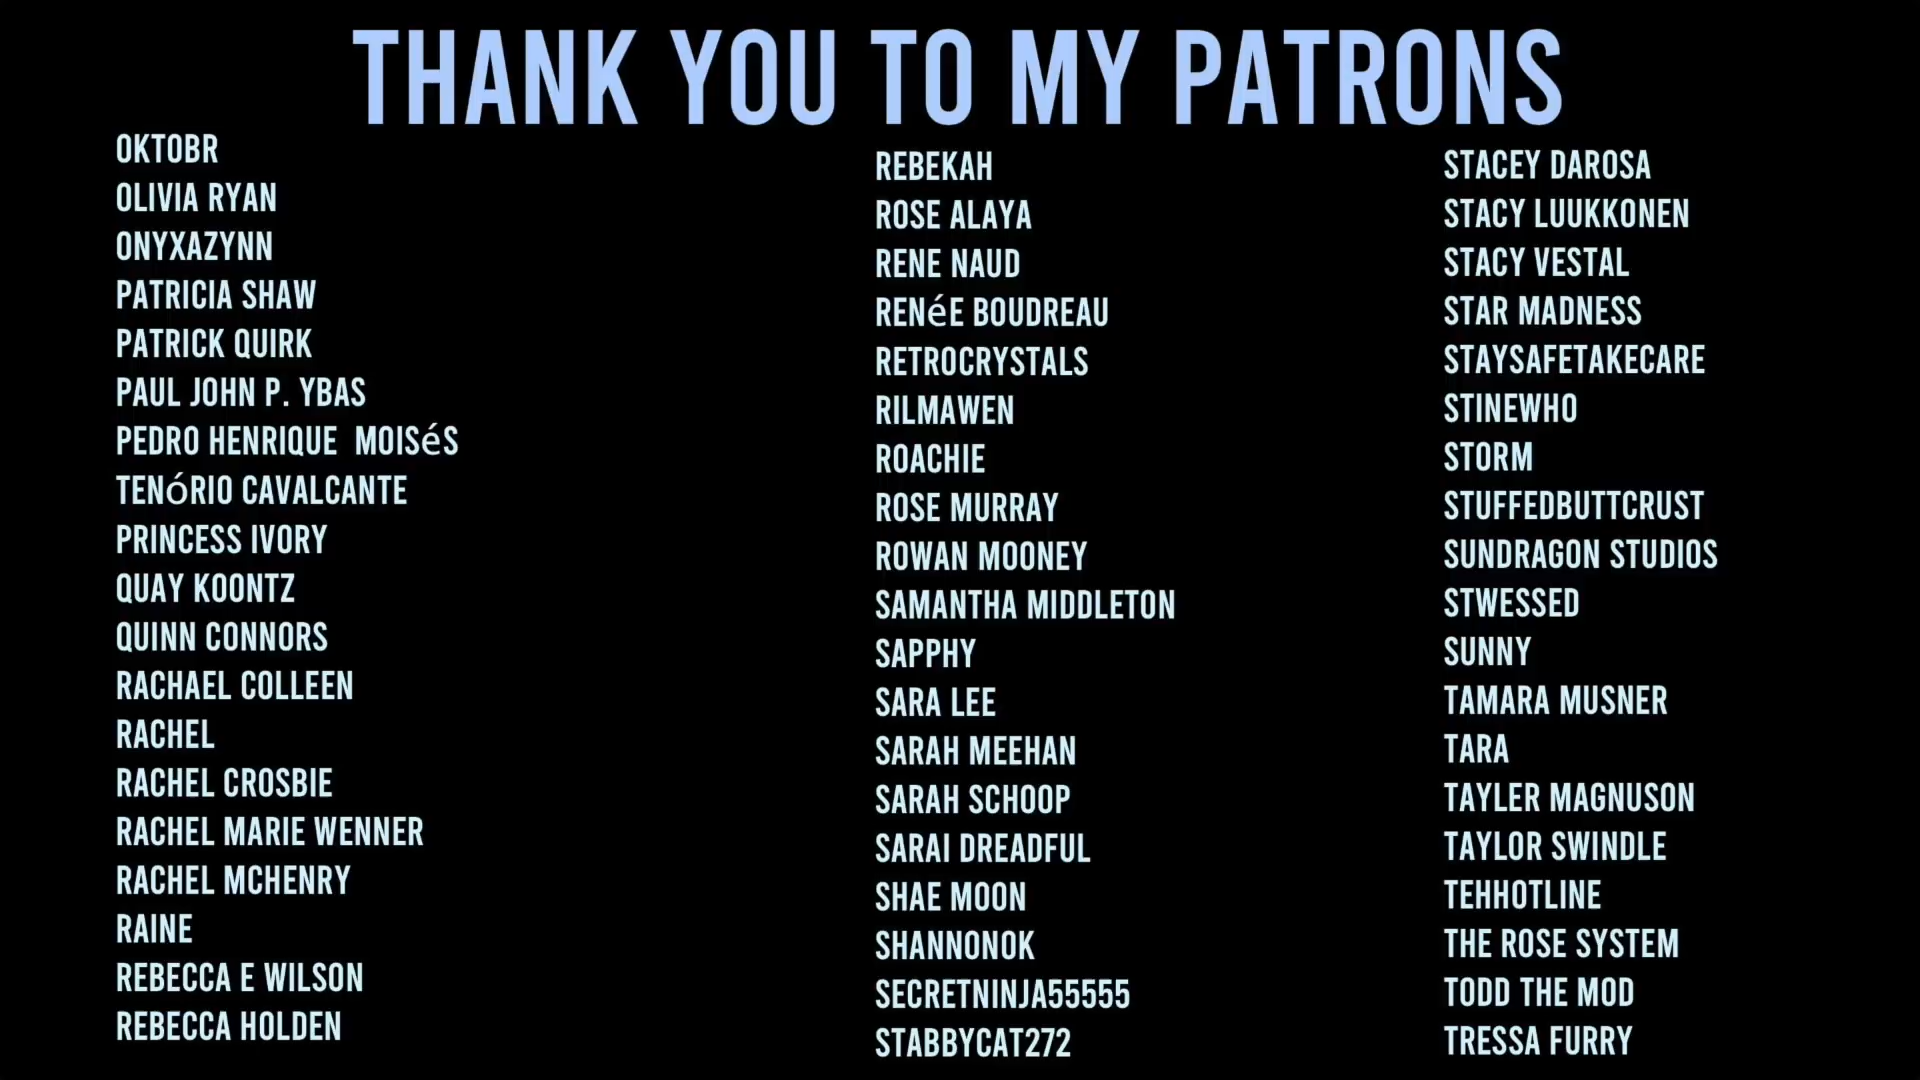 THANK YOU TO MY PATRONS
OKTOBR
OLIVIA RYAN
ONYXAZYNN
PATRICIA SHAW
PATRICK QUIRK
PAUL JOHN P. YBAS
PEDRO HENRIQUE  MOISéS
TENóRIO CAVALCANTE
PRINCESS IVORY
QUAY KOONTZ
QUINN CONNORS
RACHAEL COLLEEN
RACHEL
RACHEL CROSBIE
RACHEL MARIE WENNER
RACHEL MCHENRY
RAINE
REBECCA E WILSON
REBECCA HOLDEN
REBEKAH
ROSE ALAYA
RENE NAUD
RENéE BOUDREAU
RETROCRYSTALS
RILMAWEN
ROACHIE
ROSE MURRAY
ROWAN MOONEY
SAMANTHA MIDDLETON
SAPPHY
SARA LEE
SARAH MEEHAN
SARAH SCHOOP
SARAI DREADFUL
SHAE MOON
SHANNONOK
SECRETNINJA55555
STABBYCAT272
STACEY DAROSA
STACY LUUKKONEN
STACY VESTAL
STAR MADNESS
STAYSAFETAKECARE
STINEWHO
STORM
STUFFEDBUTTCRUST
SUNDRAGON STUDIOS
STWESSED
SUNNY
TAMARA MUSNER
TARA
TAYLER MAGNUSON
TAYLOR SWINDLE
TEHHOTLINE
THE ROSE SYSTEM
TODD THE MOD
TRESSA FURRY